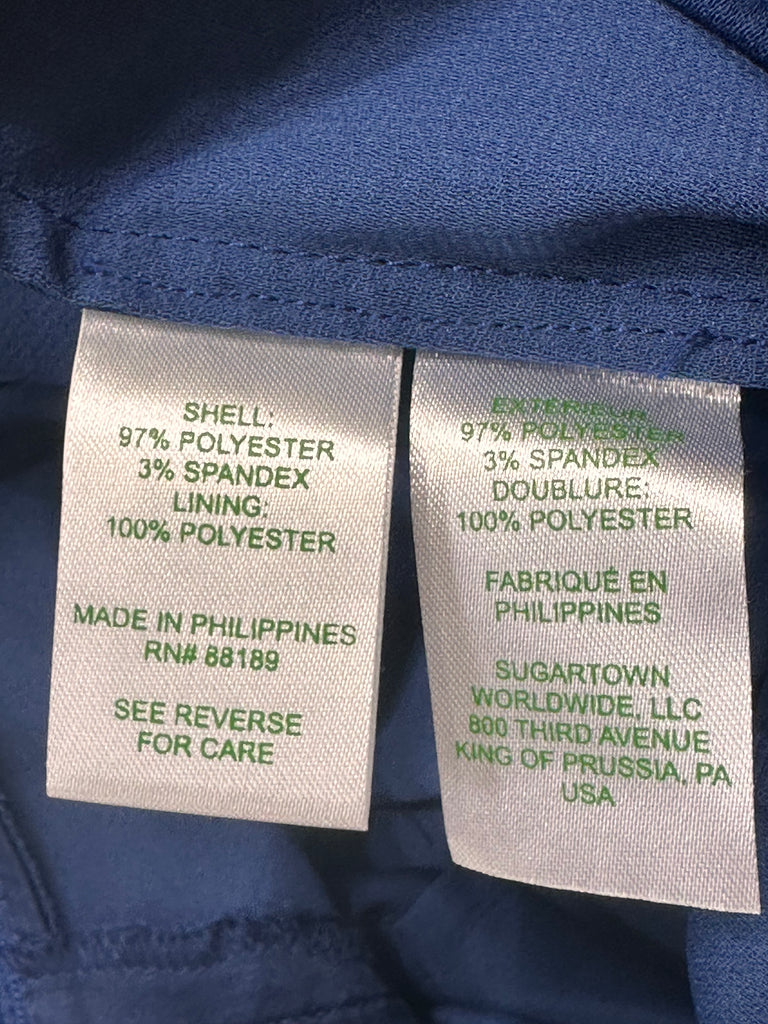 SHELL:
97% POLYESTER
3% SPANDEX
LINING:
100% POLYESTER
MADE IN PHILIPPINES
RN# 88189
SEE REVERSE
FOR CARE
EXTERIEUR
97% POLYESTER
3% SPANDEX
DOUBLURE:
100% POLYESTER
FABRIQUÉ EN
PHILIPPINES
SUGARTOWN
WORLDWIDE, LLC
800 THIRD AVENUE
KING OF PRUSSIA, PA
USA